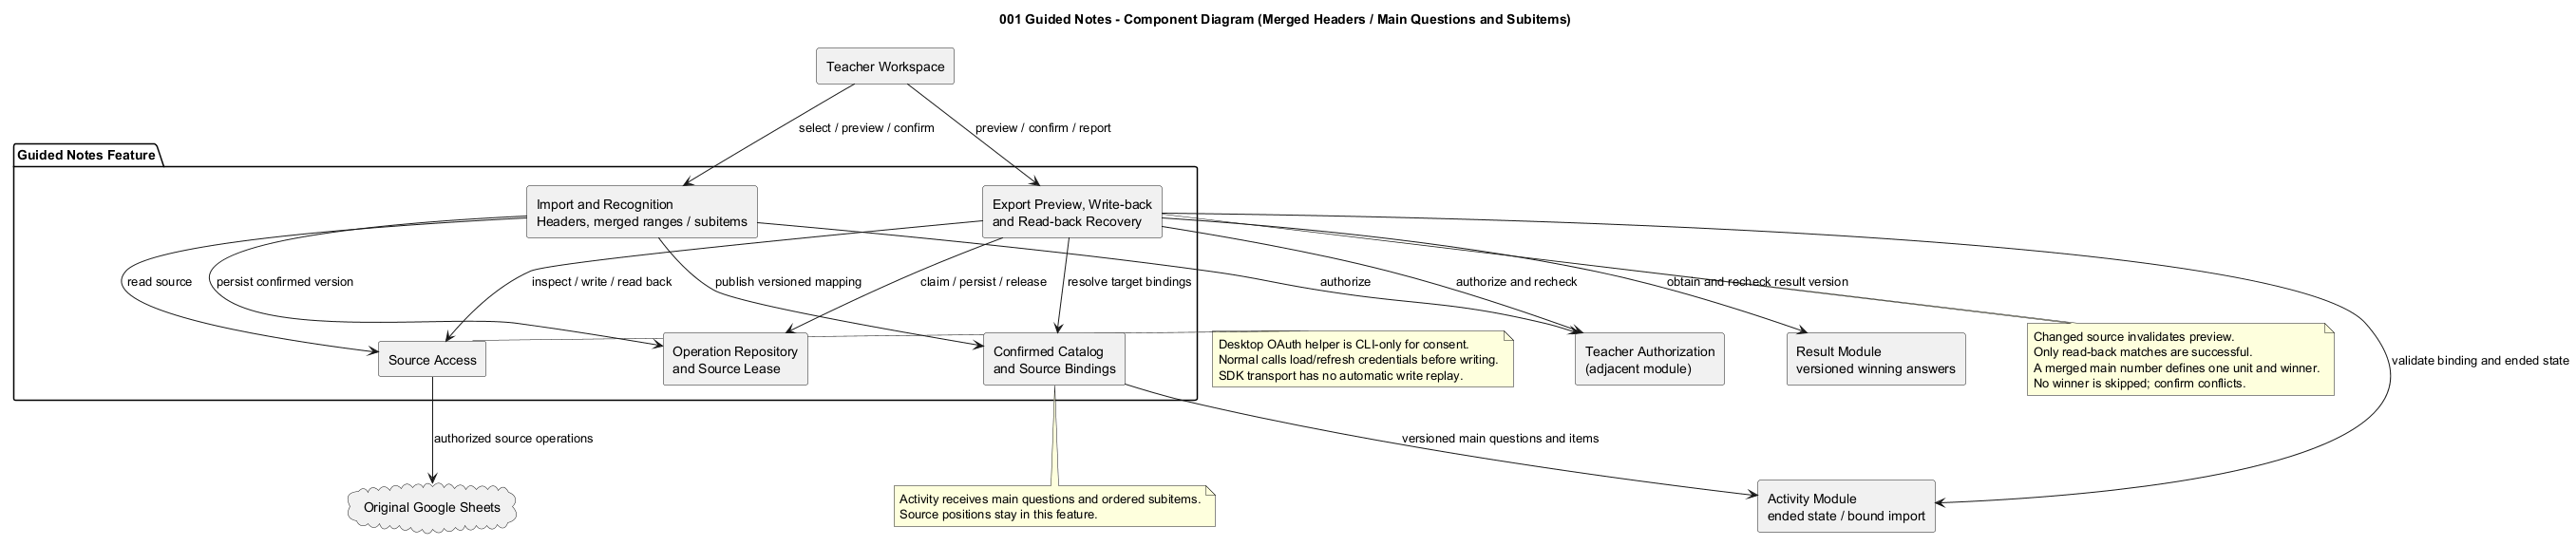 001 Guided Notes - Component Diagram (Merged Headers / Main Questions and Subitems)
Teacher Workspace
select / preview / confirm
preview / confirm / report
Guided Notes Feature
Import and Recognition
Headers, merged ranges / subitems
Export Preview, Write-back
and Read-back Recovery
read source
persist confirmed version
inspect / write / read back
publish versioned mapping
claim / persist / release
resolve target bindings
authorize
authorize and recheck
obtain and recheck result version
validate binding and ended state
Source Access
Operation Repository
and Source Lease
Confirmed Catalog
and Source Bindings
Desktop OAuth helper is CLI-only for consent.
Normal calls load/refresh credentials before writing.
SDK transport has no automatic write replay.
Teacher Authorization
(adjacent module)
Result Module
versioned winning answers
Changed source invalidates preview.
Only read-back matches are successful.
A merged main number defines one unit and winner.
No winner is skipped; confirm conflicts.
authorized source operations
versioned main questions and items
Original Google Sheets
Activity receives main questions and ordered subitems.
Source positions stay in this feature.
Activity Module
ended state / bound import